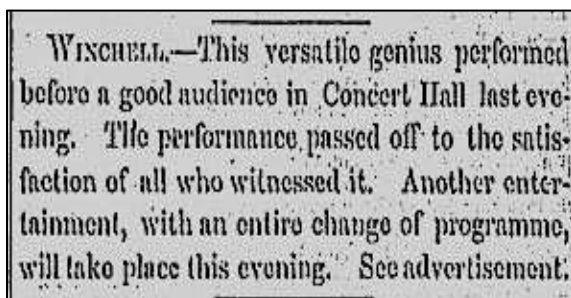 WINCHELL.—This versatile genius performed
before a good audience in Concert Hall last eve-
ning. The performance passed off to the satis-
faction of all who witnessed it. Another enter-
tainment, with an entire change of programme,
will take place this evening. See advertisement.